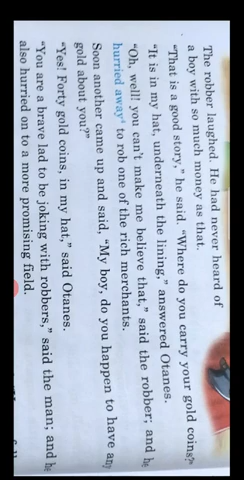 The robber laughed. He had never heard of
a boy with so much money as that.
"That is a good story," he said. "Where do you carry your gold coins?"
"It is in my hat, underneath the lining," answered Otanes.
"Oh, well! you can't make me believe that," said the robber; and he
hurried away⁴ to rob one of the rich merchants.
Soon another came up and said, "My boy, do you happen to have any
gold about you?"
"Yes! Forty gold coins, in my hat," said Otanes.
"You are a brave lad to be joking with robbers," said the man; and he
also hurried on to a more promising field.